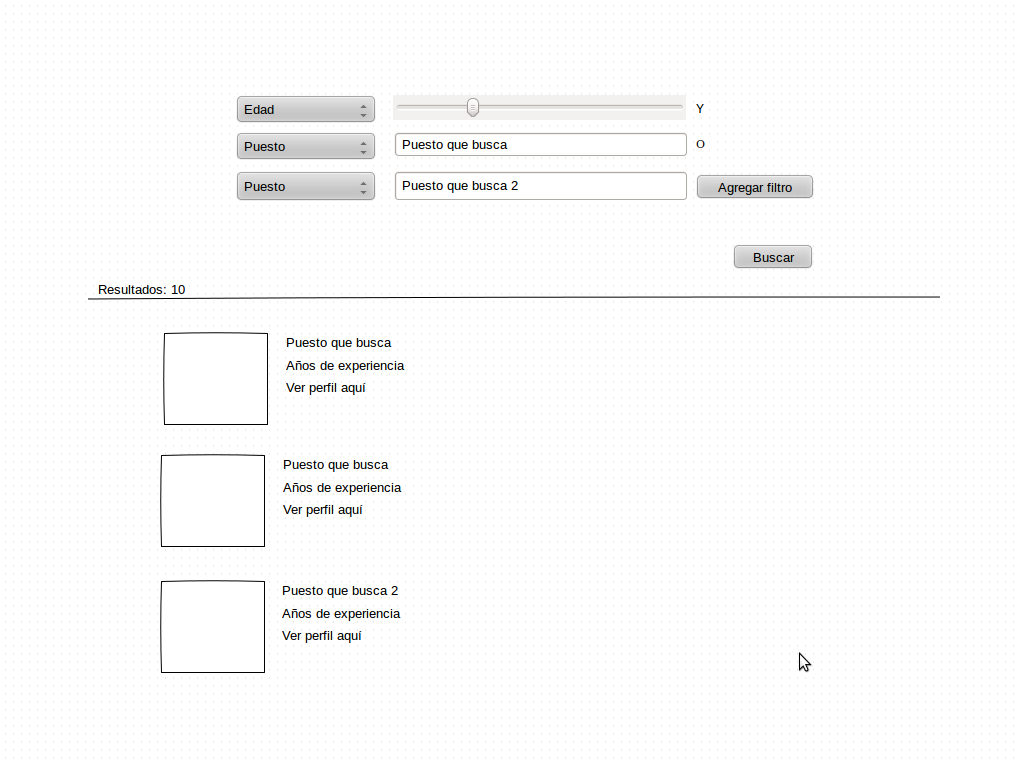 Edad Y
Puesto Puesto que busca O
Puesto Puesto que busca 2 Agregar filtro
Buscar
Resultados: 10
Puesto que busca
Años de experiencia
Ver perfil aquí
Puesto que busca
Años de experiencia
Ver perfil aquí
Puesto que busca 2
Años de experiencia
Ver perfil aquí